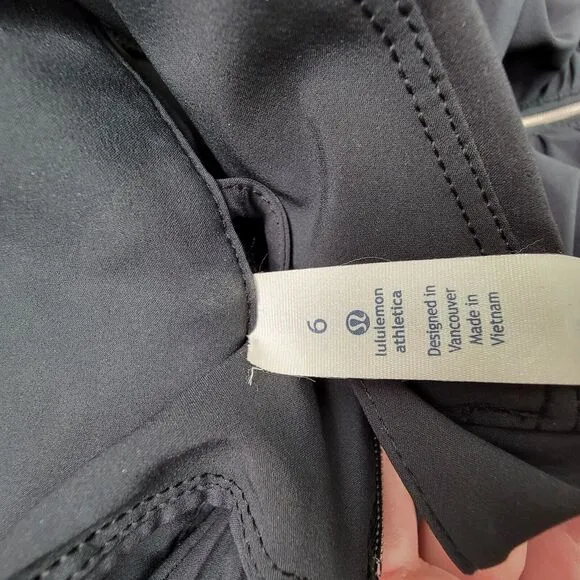 6
lululemon
athletica
Designed in
Vancouver
Made in
Vietnam